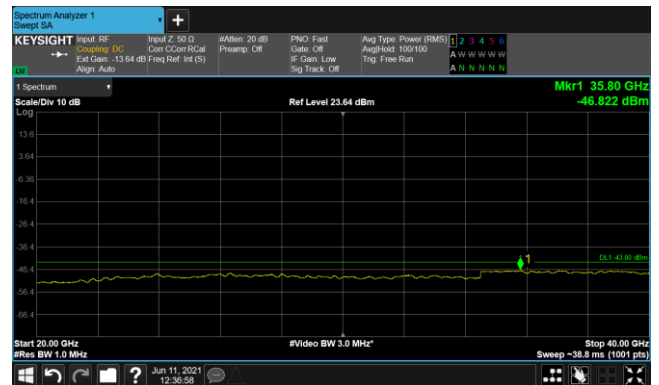 Spectrum Analyzer 1
Swept SA
KEYSIGHT Input: RF Input Z: 50 Ω #Atten: 20 dB PNO: Fast Avg Type: Power (RMS) 1 2 3 4 5 6
Coupling: DC Corr CCorr RCal Preamp: Off Gate: Off Avg|Hold: 100/100 A W W W W W
Ext Gain: -13.64 dB Freq Ref: Int (S) IF Gain: Low Trig: Free Run
Align: Auto Sig Track: Off A N N N N N
1 Spectrum Mkr1 35.80 GHz
Scale/Div 10 dB Ref Level 23.64 dBm -46.822 dBm
Log
13.6
3.64
-6.36
-16.4
-26.4
-36.4
1 DL1 -43.00 dBm
-46.4
-56.4
-66.4
Start 20.00 GHz #Video BW 3.0 MHz* Stop 40.00 GHz
#Res BW 1.0 MHz Sweep ~38.8 ms (1001 pts)
Jun 11, 2021
12:36:58